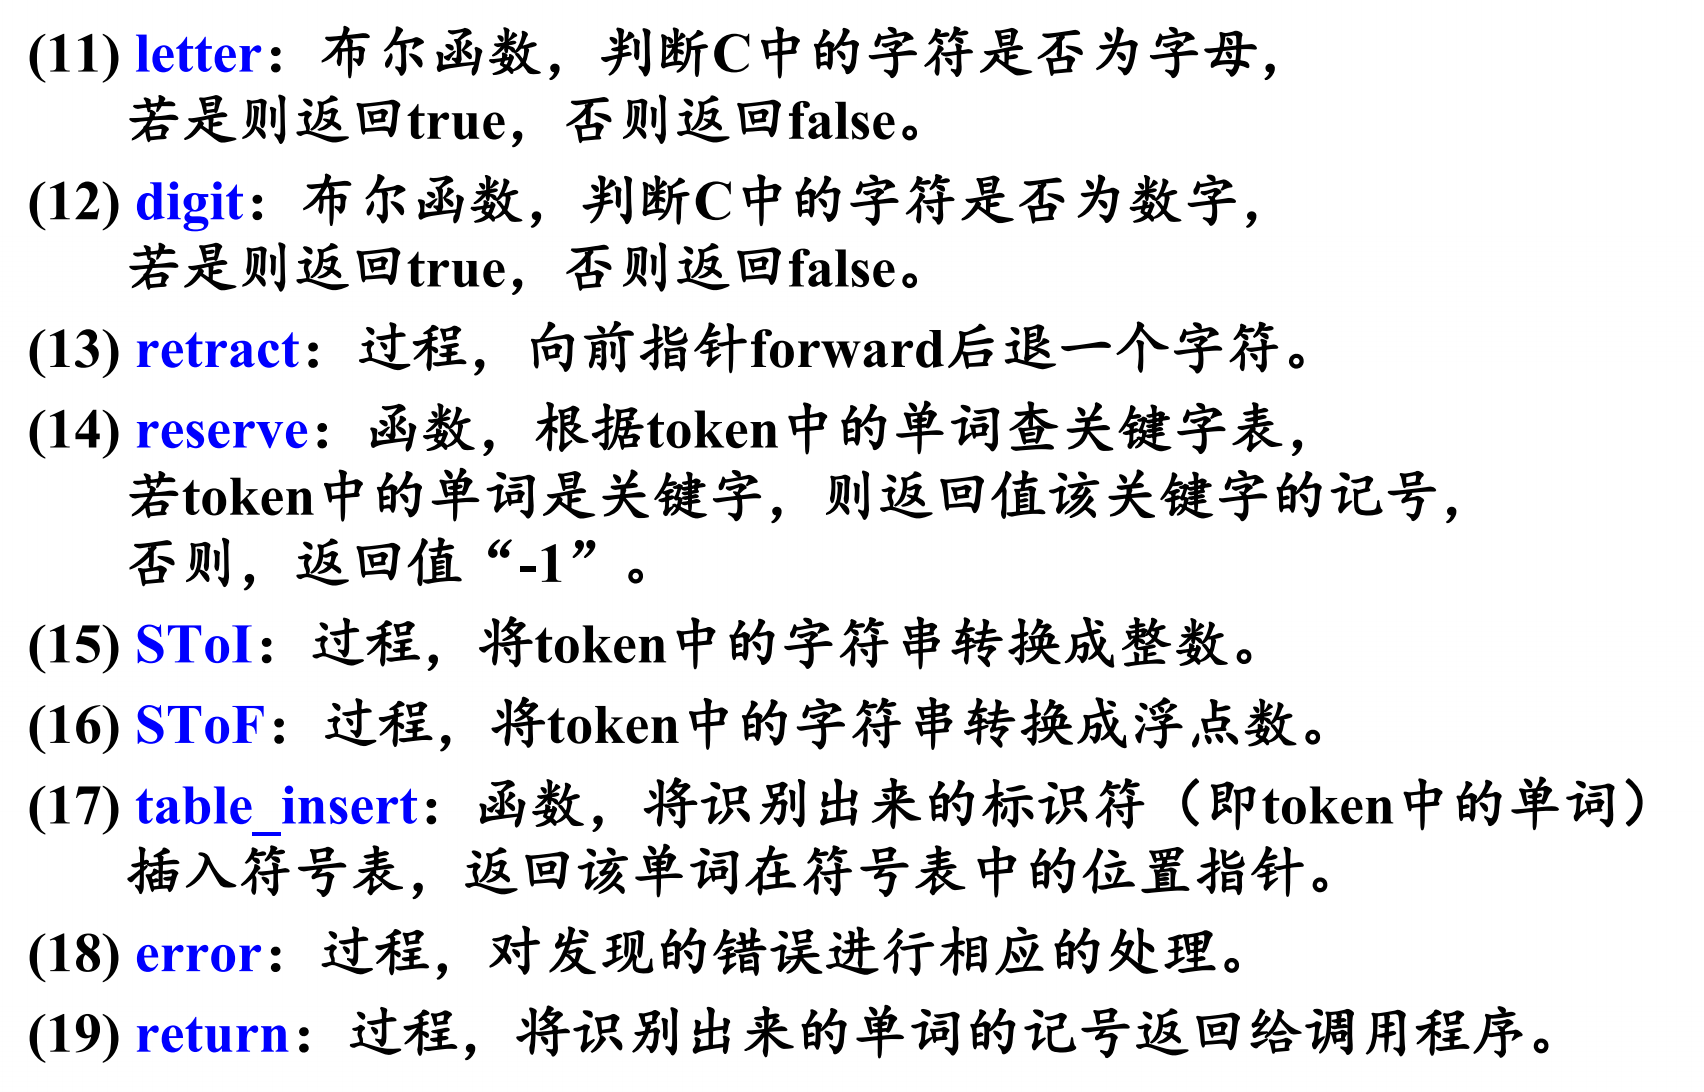 (11) letter：布尔函数，判断C中的字符是否为字母，
若是则返回true，否则返回false。
(12) digit：布尔函数，判断C中的字符是否为数字，
若是则返回true，否则返回false。
(13) retract：过程，向前指针forward后退一个字符。
(14) reserve：函数，根据token中的单词查关键字表，
若token中的单词是关键字，则返回值该关键字的记号，
否则，返回值“-1”。
(15) SToI：过程，将token中的字符串转换成整数。
(16) SToF：过程，将token中的字符串转换成浮点数。
(17) table_insert：函数，将识别出来的标识符（即token中的单词）
插入符号表，返回该单词在符号表中的位置指针。
(18) error：过程，对发现的错误进行相应的处理。
(19) return：过程，将识别出来的单词的记号返回给调用程序。